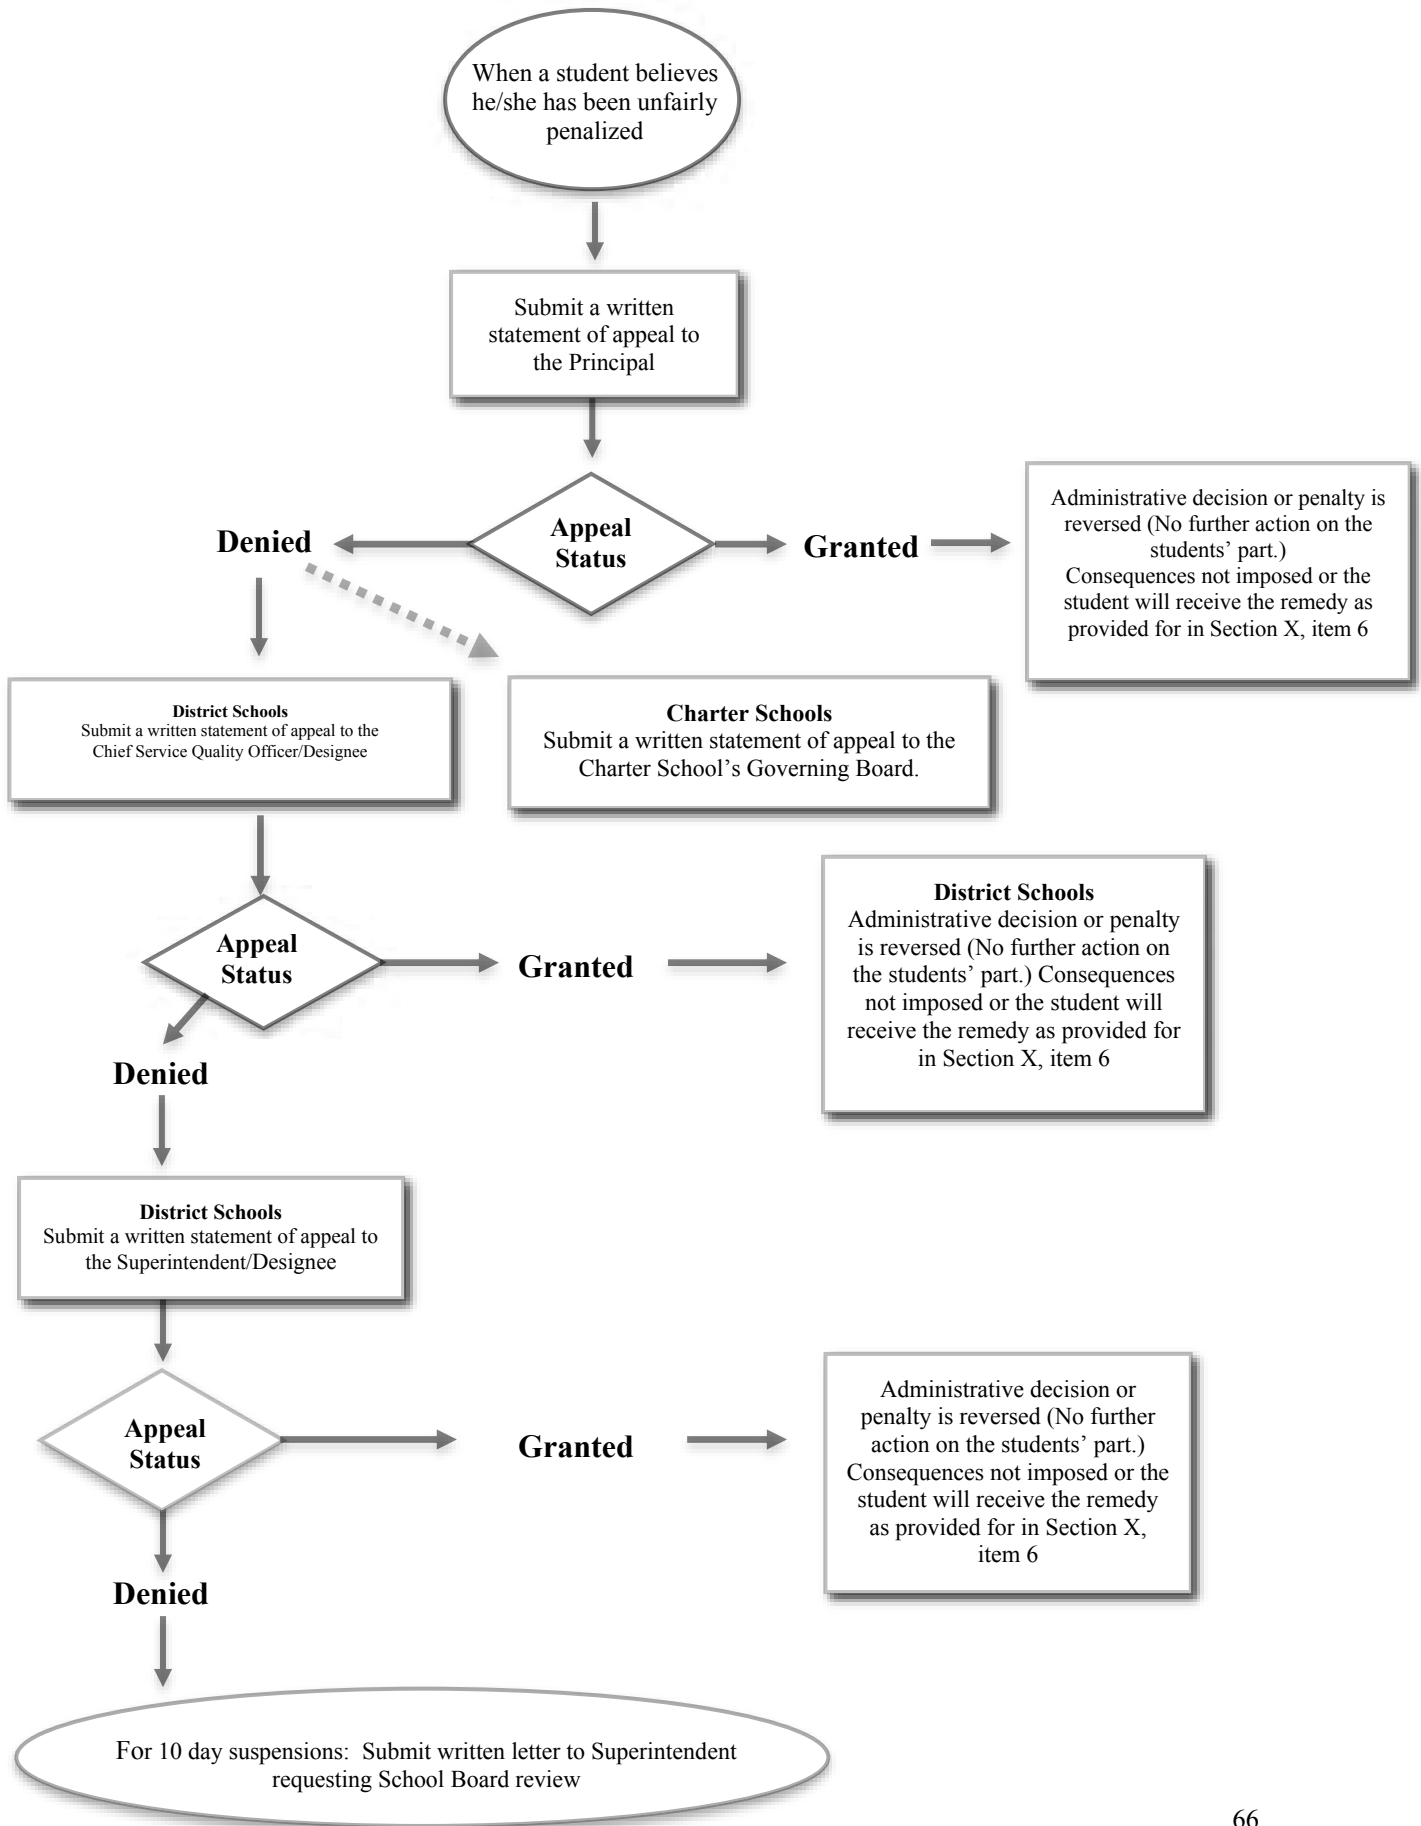 When a student believes
he/she has been unfairly
penalized
Submit a written
statement of appeal to
the Principal
Appeal
Status
Denied
Granted
Administrative decision or penalty is
reversed (No further action on the
students’ part.)
Consequences not imposed or the
student will receive the remedy as
provided for in Section X, item 6
District Schools
Submit a written statement of appeal to the
Chief Service Quality Officer/Designee
Charter Schools
Submit a written statement of appeal to the
Charter School’s Governing Board.
Appeal
Status
Granted
District Schools
Administrative decision or penalty
is reversed (No further action on
the students’ part.) Consequences
not imposed or the student will
receive the remedy as provided for
in Section X, item 6
Denied
District Schools
Submit a written statement of appeal to
the Superintendent/Designee
Appeal
Status
Granted
Administrative decision or
penalty is reversed (No further
action on the students’ part.)
Consequences not imposed or the
student will receive the remedy
as provided for in Section X,
item 6
Denied
For 10 day suspensions: Submit written letter to Superintendent
requesting School Board review
66